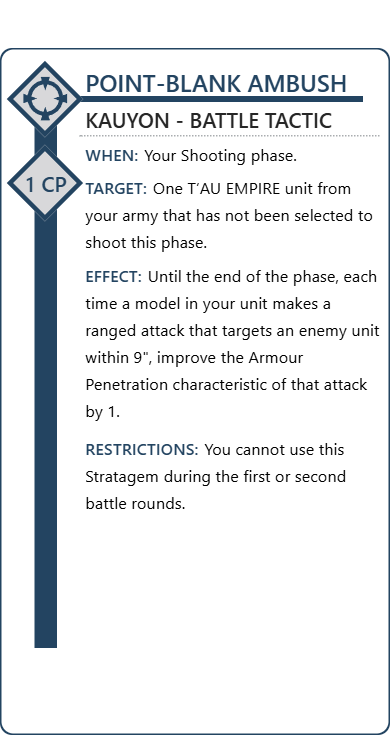 POINT-BLANK AMBUSH
KAUYON - BATTLE TACTIC
WHEN: Your Shooting phase.
1 CP
TARGET: One T'AU EMPIRE unit from
your army that has not been selected to
shoot this phase.
EFFECT: Until the end of the phase, each
time a model in your unit makes a
ranged attack that targets an enemy unit
within 9", improve the Armour
Penetration characteristic of that attack
by 1.
RESTRICTIONS: You cannot use this
Stratagem during the first or second
battle rounds.